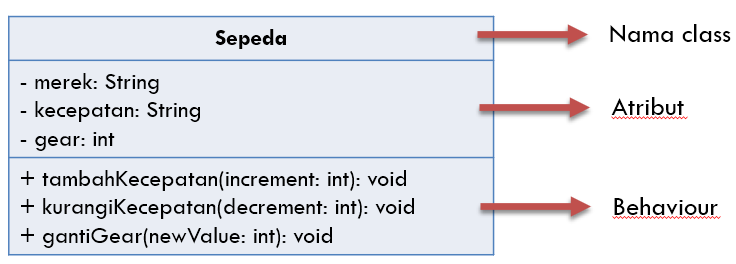 Sepeda
Nama class
- merek: String
- kecepatan: String
- gear: int
Atribut
+ tambahKecepatan(increment: int): void
+ kurangiKecepatan(decrement: int): void
+ gantiGear(newValue: int): void
Behaviour